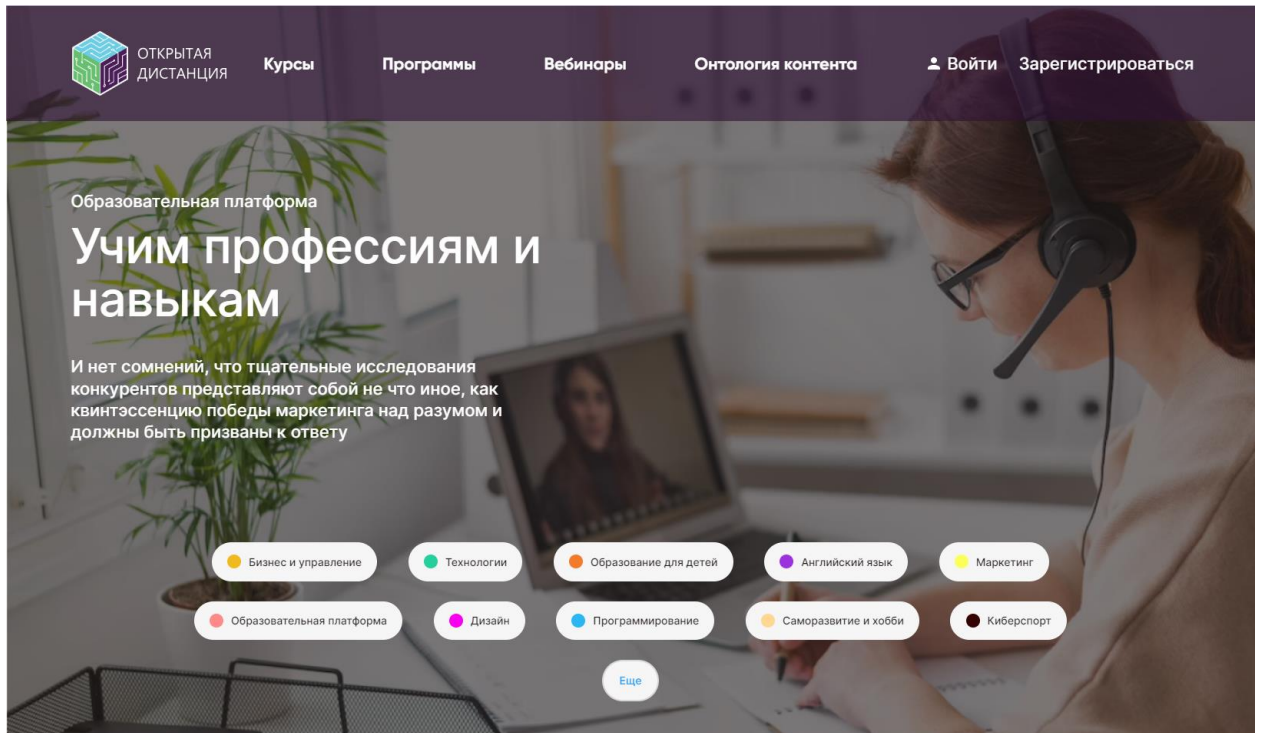 ОТКРЫТАЯ
ДИСТАНЦИЯ
Курсы Программы Вебинары Онтология контента Войти Зарегистрироваться
Образовательная платформа
Учим профессиям и
навыкам
И нет сомнений, что тщательные исследования
конкурентов представляют собой не что иное, как
квинтэссенцию победы маркетинга над разумом и
должны быть призваны к ответу
Бизнес и управление Технологии Образование для детей Английский язык Маркетинг
Образовательная платформа Дизайн Программирование Саморазвитие и хобби Киберспорт
Еще